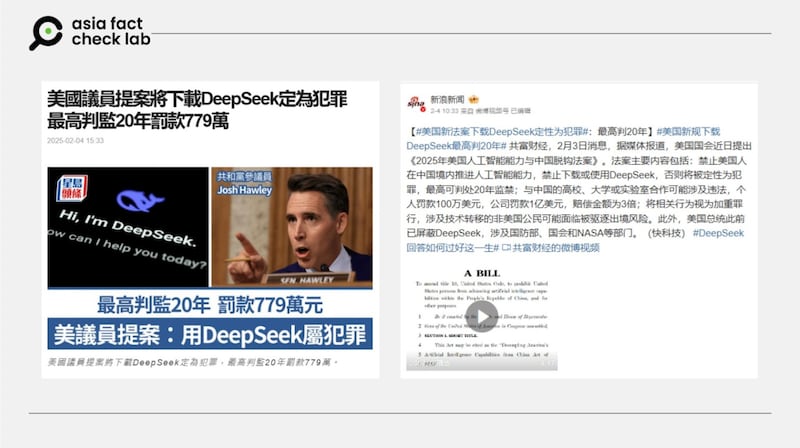 asia fact
check lab
美國議員提案將下載DeepSeek定為犯罪
最高判監20年罰款779萬
2025-02-04 15:33
星島
頭條
共和黨參議員
Josh Hawley
Hi, I'm DeepSeek.
ow can I help you today?
SEN. HAWLEY
最高判監20年 罰款779萬元
美議員提案：用DeepSeek屬犯罪
美國議員提案將下載DeepSeek定為犯罪，最高判監20年罰款779萬。
sina
新浪新闻
2-4 10:33 来自 微博视频号 已编辑
【#美国新法案下载DeepSeek定性为犯罪#：最高判20年】#美国新规下载
DeepSeek最高判20年# 共富财经，2月3日消息，据媒体报道，美国国会近日提出
《2025年美国人工智能能力与中国脱钩法案》。法案主要内容包括：禁止美国人
在中国境内推进人工智能能力，禁止下载或使用DeepSeek，否则将被定性为犯
罪，最高可判处20年监禁；与中国的高校、大学或实验室合作可能涉及违法，个
人罚款100万美元，公司罚款1亿美元，赔偿金额为3倍；将相关行为视为加重罪
行，涉及技术转移的非美国公民可能面临被驱逐出境风险。此外，美国总统此前
已屏蔽DeepSeek，涉及国防部、国会和NASA等部门。（快科技）#DeepSeek
回答如何过好这一生# 共富财经的微博视频
A BILL
To amend title 18, United States Code, to prohibit United
States persons from advancing artificial intelligence capa-
bilities within the People's Republic of China, and for
other purposes.
1 Be it enacted by the Senate and House of Representa-
2 tives of the United States of America in Congress assembled,
3 SECTION 1. SHORT TITLE.
4 This Act may be cited as the "Decoupling America's
5 Artificial Intelligence Capabilities from China Act of